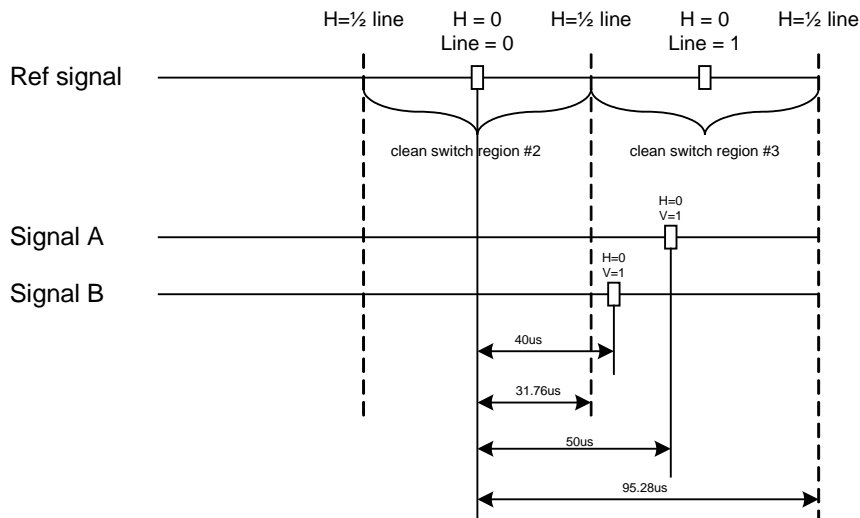 H=½ line
H = 0
Line = 0
H=½ line
H = 0
Line = 1
H=½ line
Ref signal
clean switch region #2
clean switch region #3
H=0
V=1
Signal A
H=0
V=1
Signal B
40us
31.76us
50us
95.28us